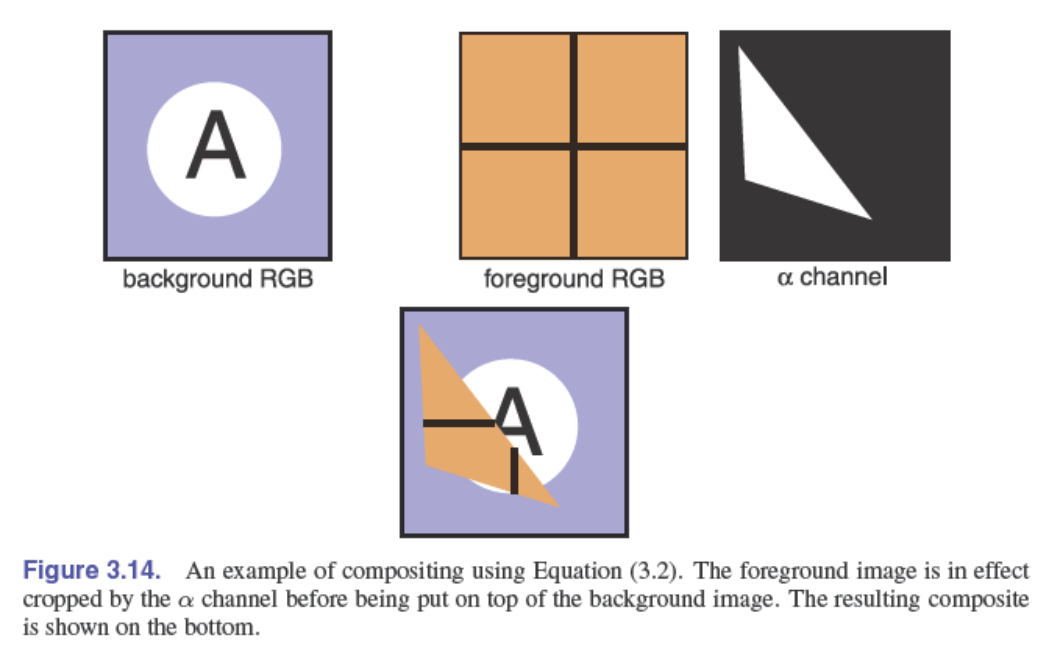 A
background RGB
foreground RGB
α channel
A
Figure 3.14. An example of compositing using Equation (3.2). The foreground image is in effect
cropped by the α channel before being put on top of the background image. The resulting composite
is shown on the bottom.